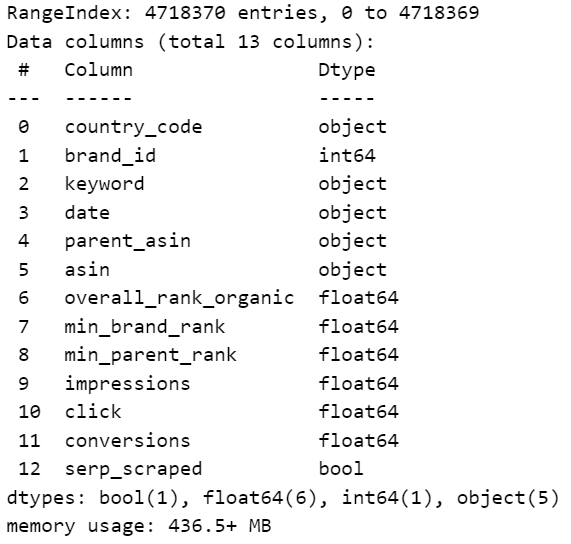 RangeIndex: 4718370 entries, 0 to 4718369
Data columns (total 13 columns):
 #   Column                Dtype
---  ------                -----
 0   country_code          object
 1   brand_id              int64
 2   keyword               object
 3   date                  object
 4   parent_asin           object
 5   asin                  object
 6   overall_rank_organic  float64
 7   min_brand_rank        float64
 8   min_parent_rank       float64
 9   impressions           float64
 10  click                 float64
 11  conversions           float64
 12  serp_scraped          bool
dtypes: bool(1), float64(6), int64(1), object(5)
memory usage: 436.5+ MB